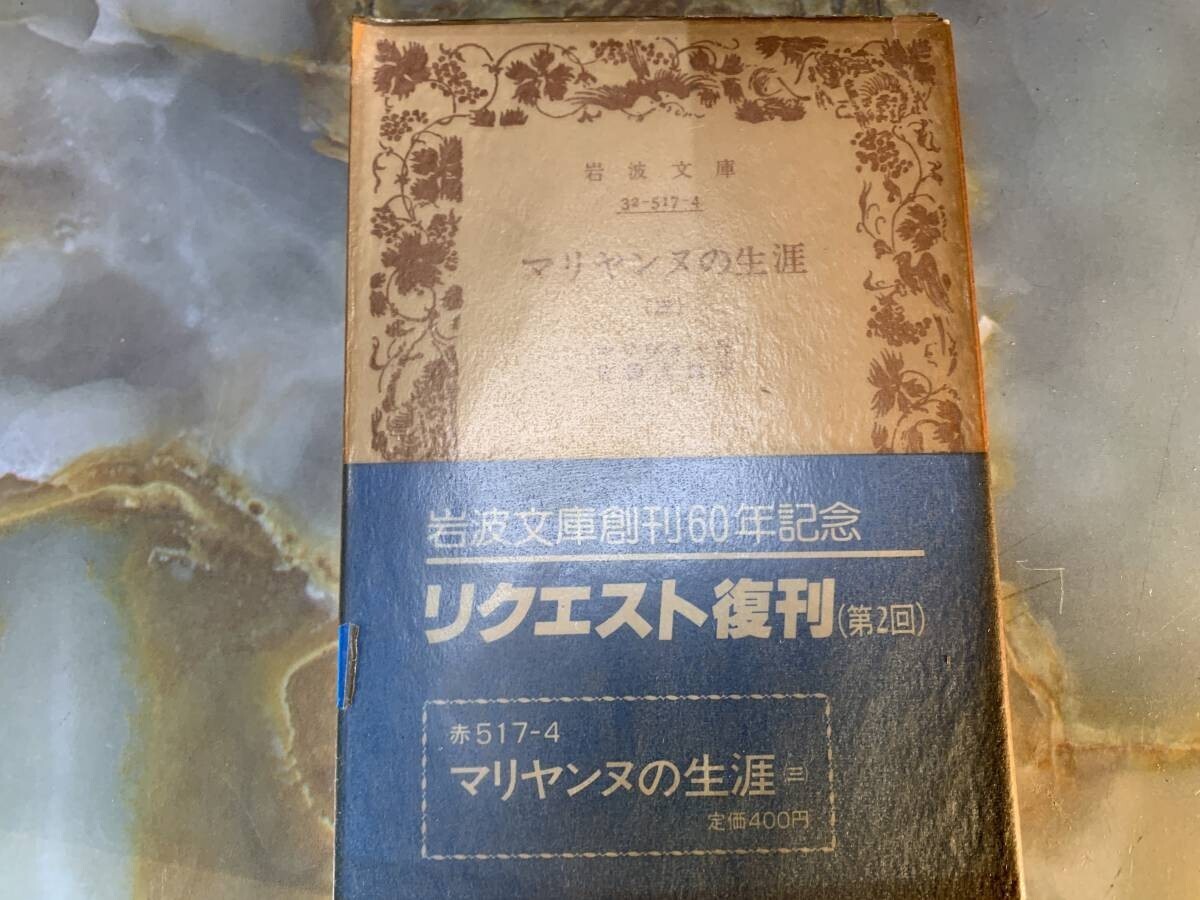 岩波文庫
32-517-4
マリヤンヌの生涯
(三)
岩波文庫創刊60年記念
リクエスト復刊(第2回)
赤517-4
マリヤンヌの生涯(三)
定価400円